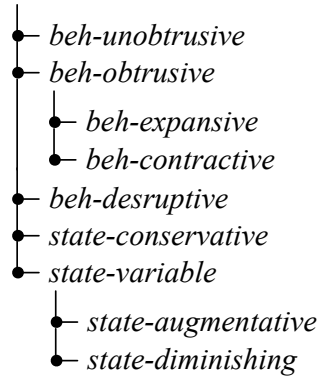 beh-unobtrusive
beh-obtrusive
beh-expansive
beh-contractive
beh-desruptive
state-conservative
state-variable
state-augmentative
state-diminishing